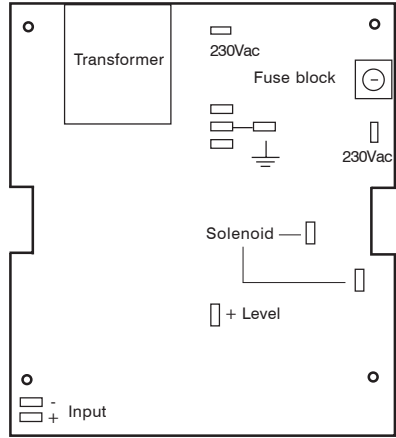 Transformer
230Vac
Fuse block
230Vac
Solenoid
+ Level
-
+ Input